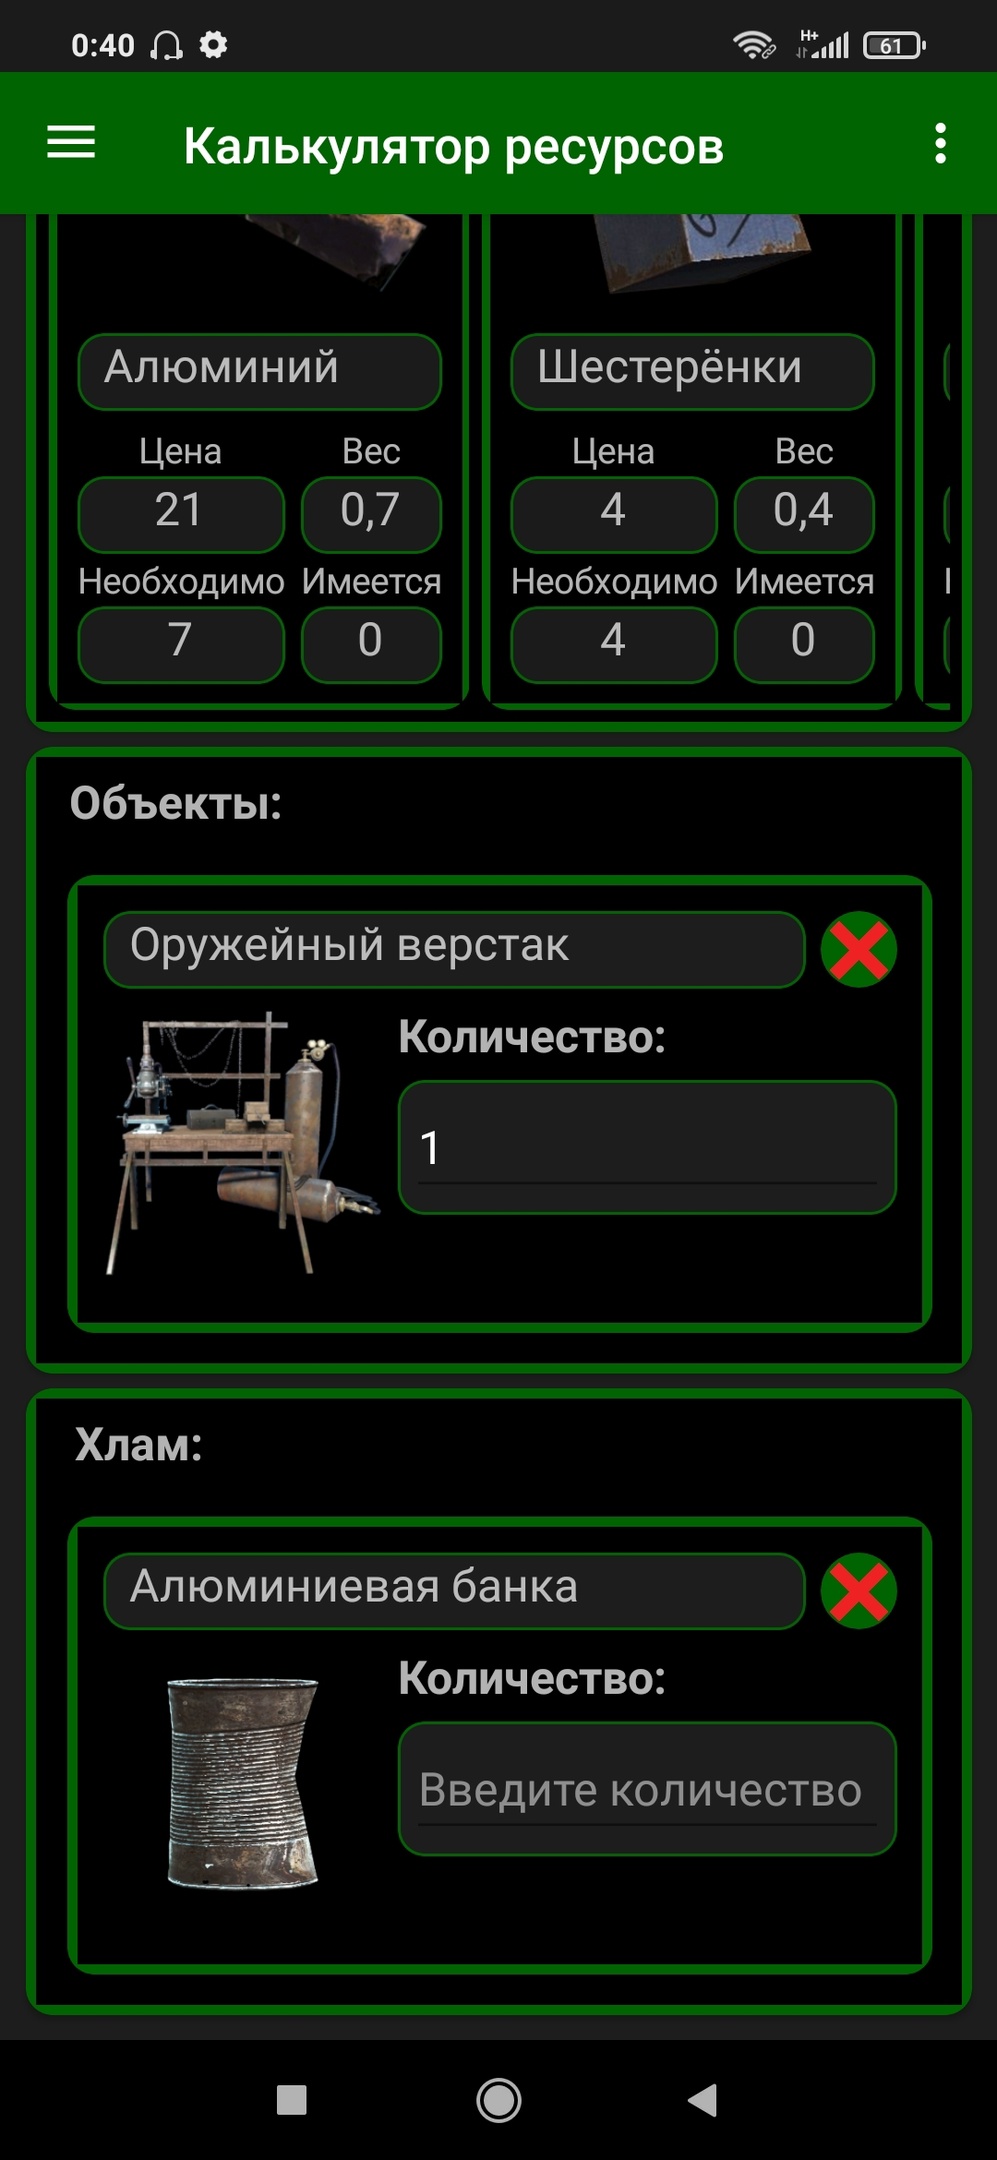 0:40 H+ 61
Калькулятор ресурсов
Алюминий Шестерёнки
Цена Вес Цена Вес
21 0,7 4 0,4
Необходимо Имеется Необходимо Имеется
7 0 4 0
Объекты:
Оружейный верстак
Количество:
1
Хлам:
Алюминиевая банка
Количество:
Введите количество